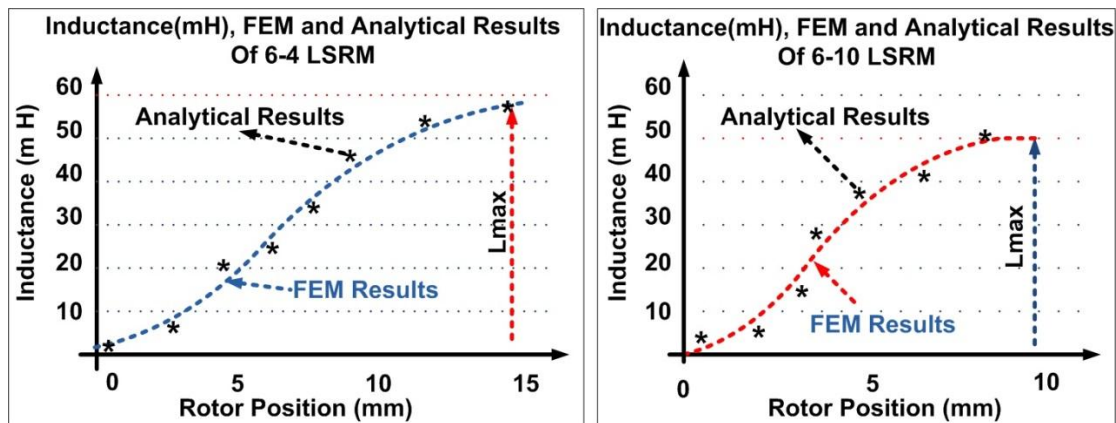 Inductance(mH), FEM and Analytical Results
Of 6-4 LSRM
Inductance (m H)
60
50
40
30
20
10
0
Analytical Results
FEM Results
Lmax
0 5 10 15
Rotor Position (mm)
Inductance(mH), FEM and Analytical Results
Of 6-10 LSRM
Inductance (m H)
60
50
40
30
20
10
0
Analytical Results
FEM Results
Lmax
0 5 10
Rotor Position (mm)